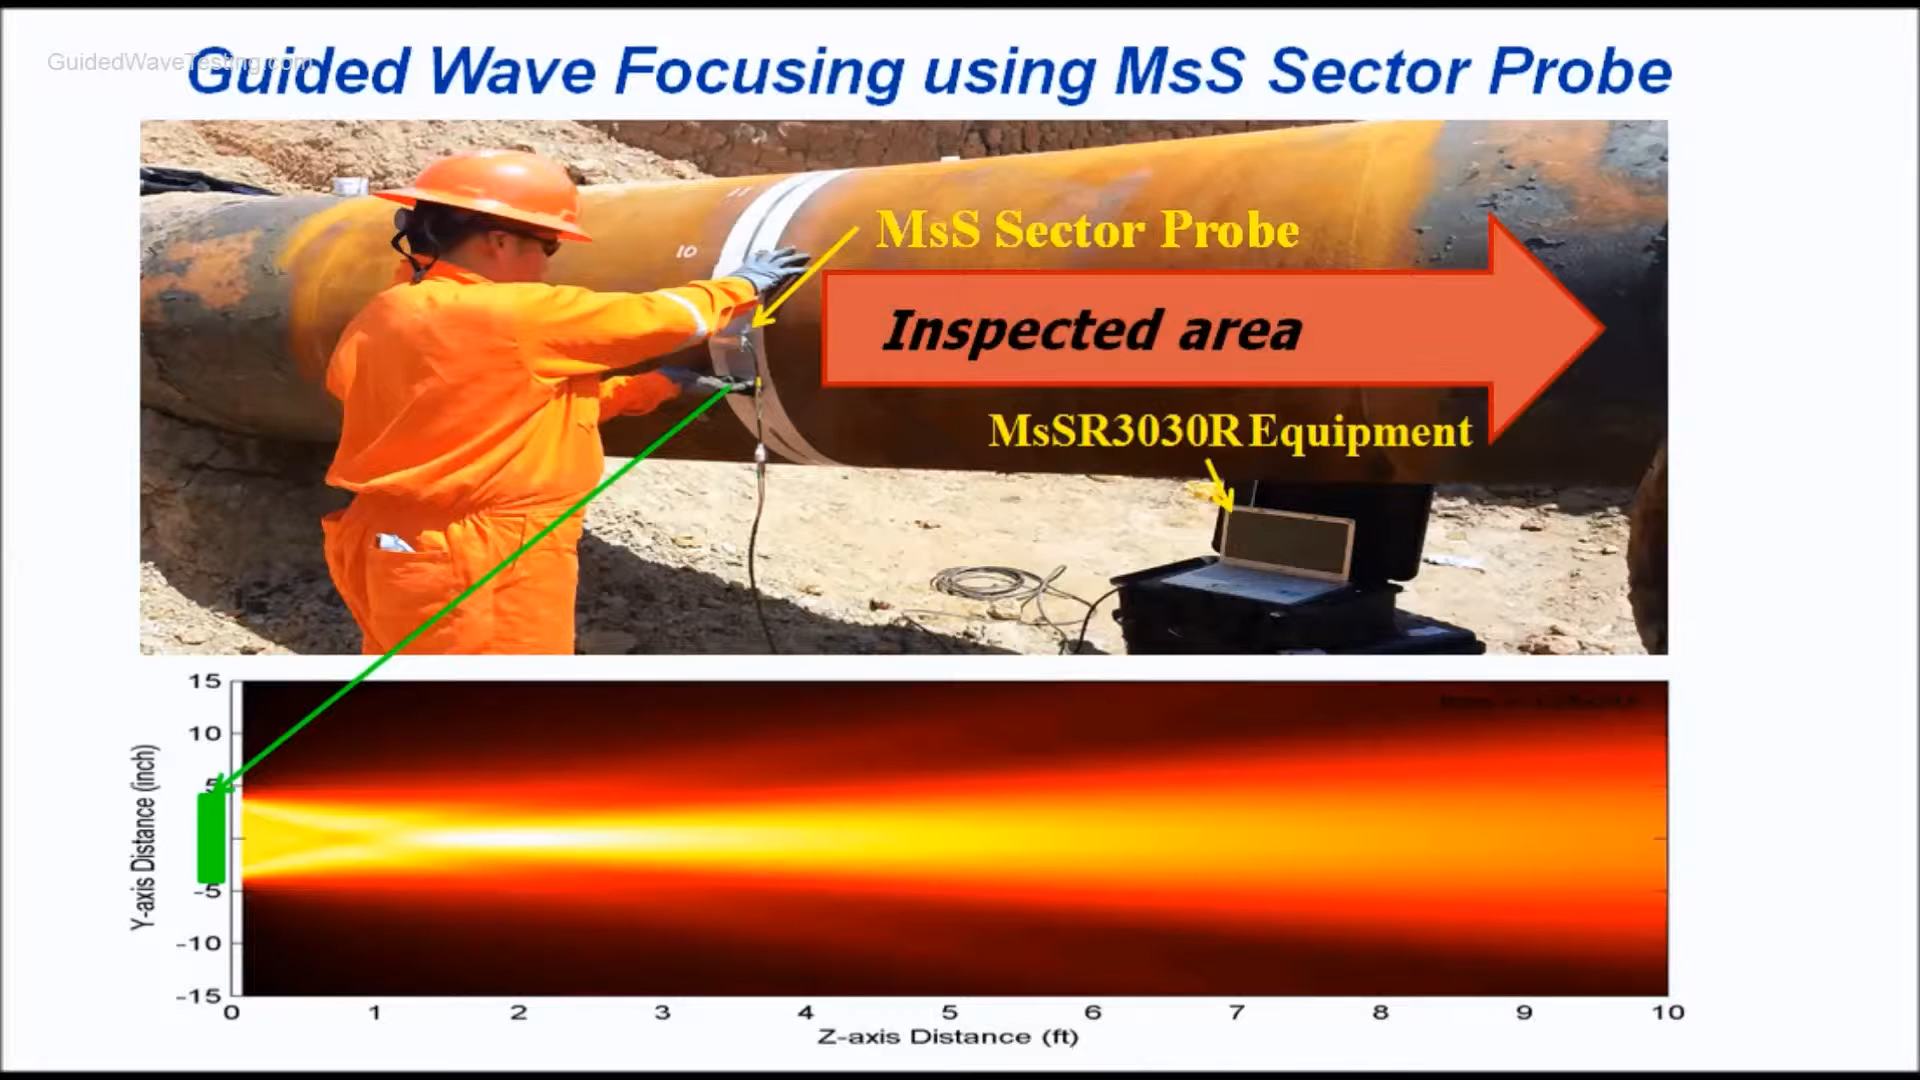 GuidedWaveTesting.com
Guided Wave Focusing using MsS Sector Probe
11
10
MsS Sector Probe
Inspected area
MsSR3030R Equipment
15
10
5
-5
-10
-15
Y-axis Distance (inch)
0 1 2 3 4 5 6 7 8 9 10
Z-axis Distance (ft)